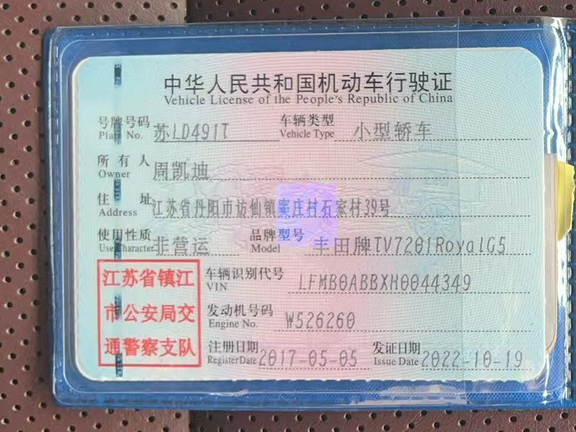 中华人民共和国机动车行驶证
Vehicle License of the People's Republic of China
号牌号码 苏LD491T 车辆类型 小型轿车
Plate No. Vehicle Type
所有人 周凯迪
Owner
住址 江苏省丹阳市访仙镇窦庄村石家村39号
Address
使用性质 非营运 品牌型号 丰田牌TV7201RoyalG5
Use Character Model
车辆识别代号 LFMB0ABBXH0044349
VIN
发动机号码 W526260
Engine No.
注册日期 2017-05-05 发证日期 2022-10-19
Register Date Issue Date
江苏省镇江
市公安局交
通警察支队